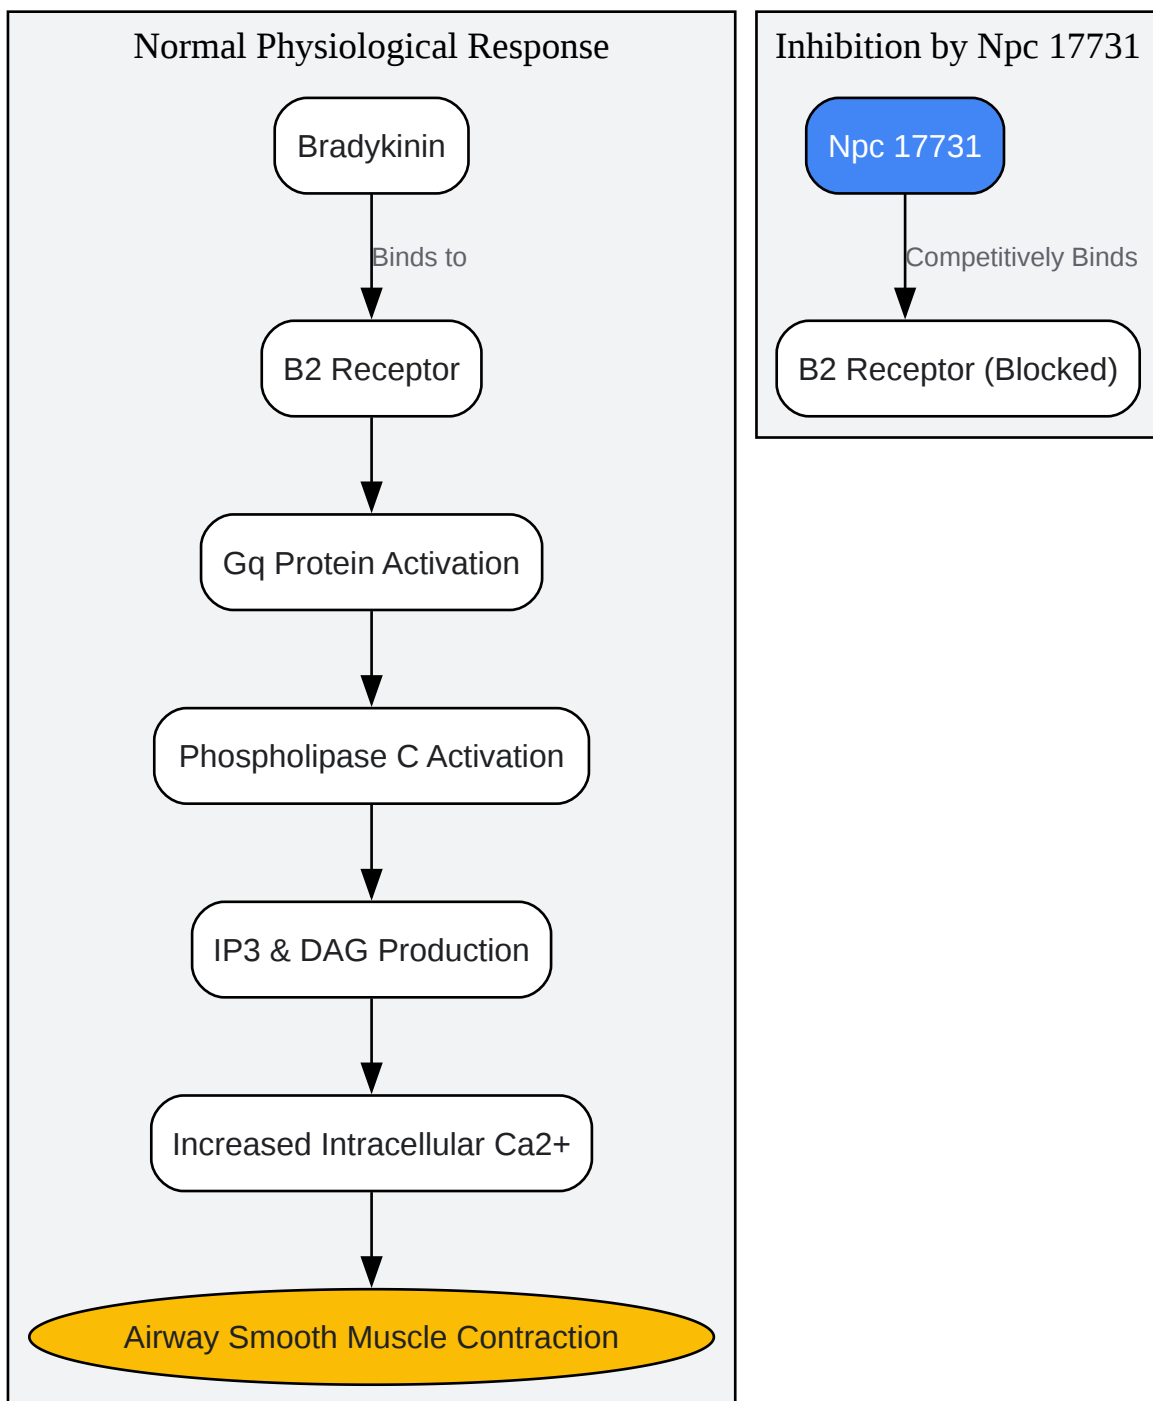 Normal Physiological Response
Bradykinin
Binds to
B2 Receptor
Gq Protein Activation
Phospholipase C Activation
IP3 & DAG Production
Increased Intracellular Ca2+
Airway Smooth Muscle Contraction
Inhibition by Npc 17731
Npc 17731
Competitively Binds
B2 Receptor (Blocked)